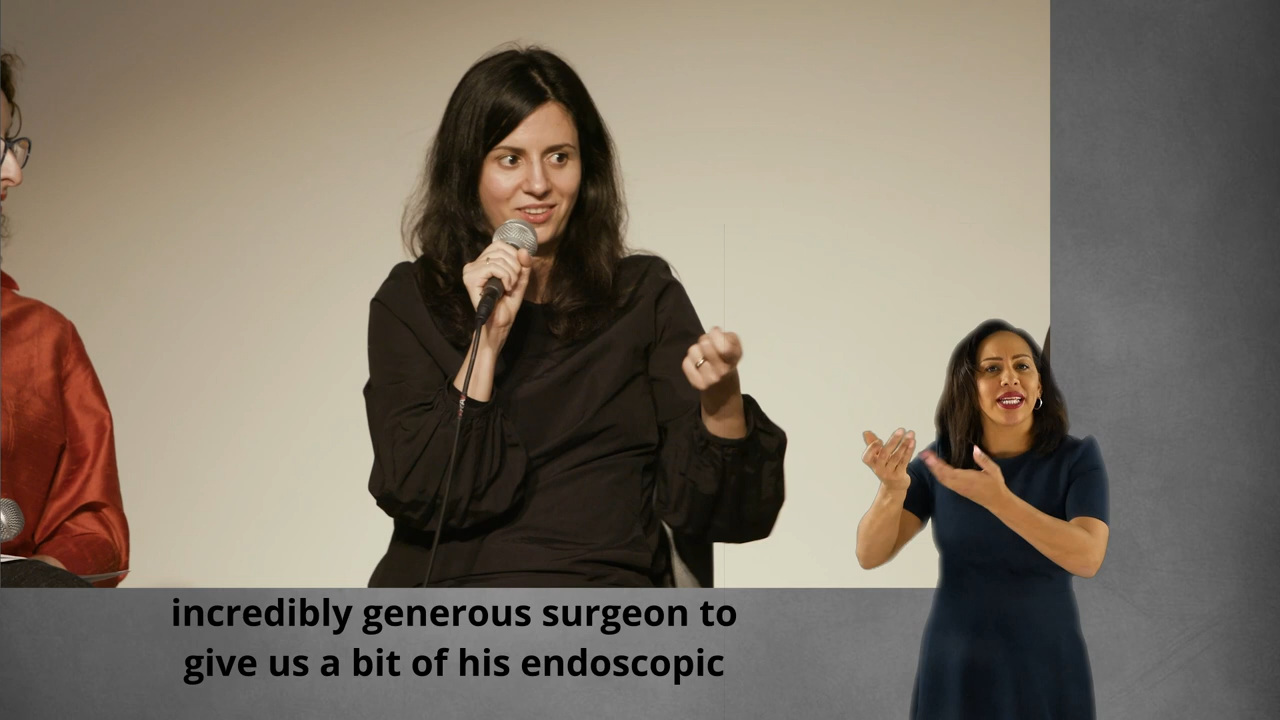 incredibly generous surgeon to
give us a bit of his endoscopic